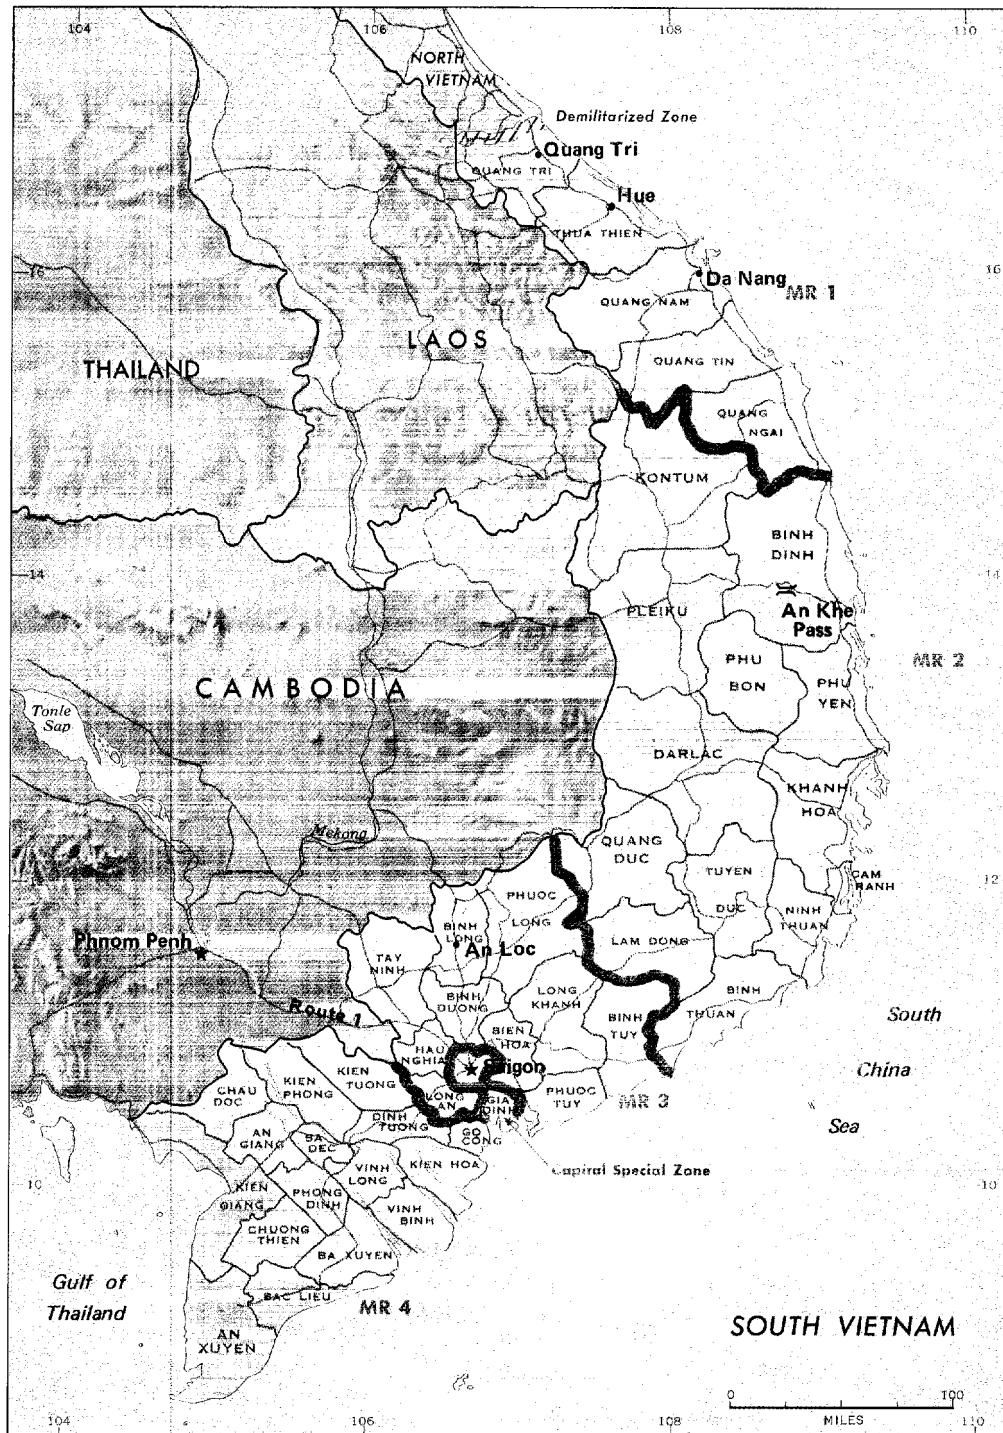 104
106
108
110
NORTH
VIETNAM
Demilitarized Zone
Quang Tri
QUANG TRI
Hue
THUA THIEN
16
16
Da Nang
QUANG NAM
MR 1
LAOS
THAILAND
QUANG TIN
QUANG
NGAI
KONTUM
BINH
DINH
14
14
PLEIKU
An Khe
Pass
PHU
BON
MR 2
CAMBODIA
PHU
YEN
Tonle
Sap
DARLAC
KHANH
HOA
Mekong
QUANG
DUC
TUYEN
DUC
CAM
RANH
12
PHUOC
LONG
NINH
THUAN
BINH
LONG
An Loc
LAM DONG
Phnom Penh
TAY
NINH
LONG
KHANH
BINH
THUAN
Route 1
BINH
DUONG
BINH
TUY
BIEN
HOA
HAU
NGHIA
Saigon
South
China
Sea
KIEN
TUONG
KIEN
PHONG
CHAU
DOC
LONG
AN
GIA
DINH
PHUOC
TUY
MR 3
DINH
TUONG
GO
CONG
AN
GIANG
SA
DEC
VINH
LONG
KIEN HOA
Capital Special Zone
10
10
KIEN
GIANG
PHONG
DINH
VINH
BINH
CHUONG
THIEN
BA XUYEN
Gulf of
Thailand
BAC LIEU
MR 4
AN
XUYEN
SOUTH VIETNAM
0
100
MILES
104
106
108
110